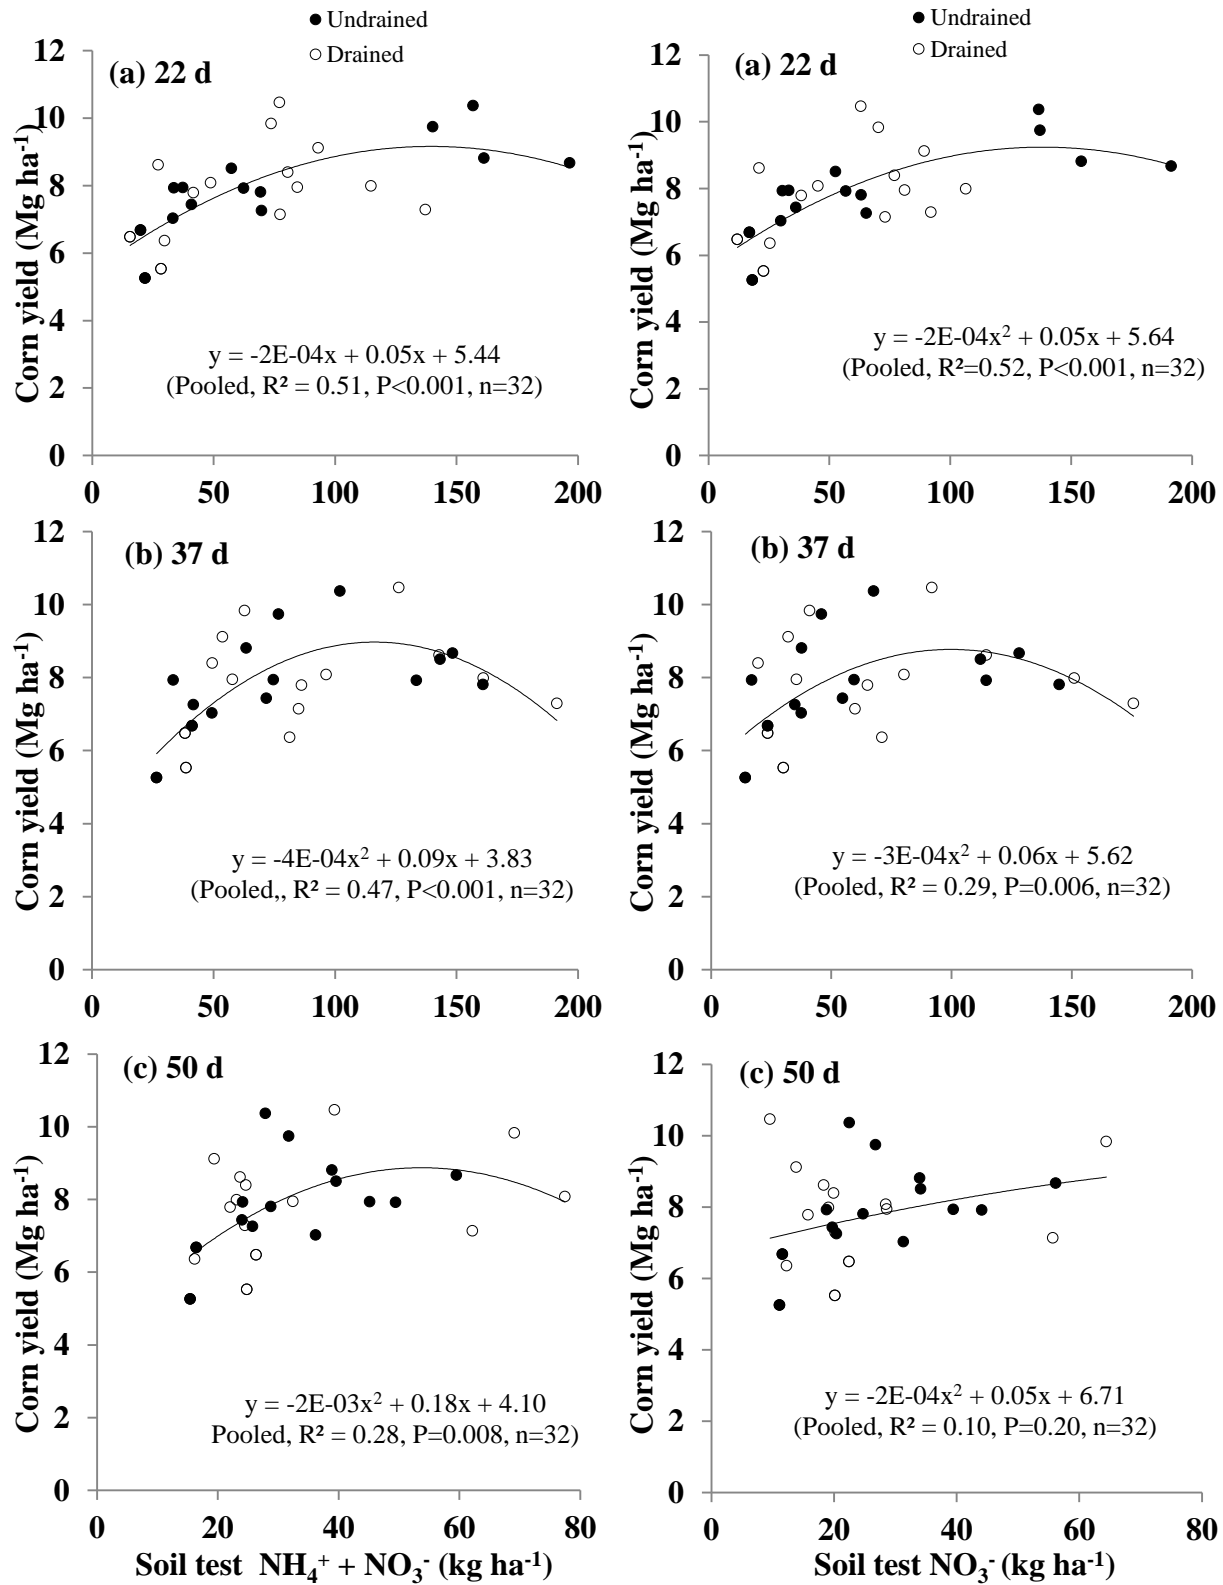 ● Undrained
○ Drained
(a) 22 d
12
10
8
6
4
2
0
Corn yield (Mg ha⁻¹)
y = -2E-04x + 0.05x + 5.44
(Pooled, R² = 0.51, P<0.001, n=32)
0 50 100 150 200
● Undrained
○ Drained
(a) 22 d
12
10
8
6
4
2
0
Corn yield (Mg ha⁻¹)
y = -2E-04x² + 0.05x + 5.64
(Pooled, R²=0.52, P<0.001, n=32)
0 50 100 150 200
(b) 37 d
12
10
8
6
4
2
0
Corn yield (Mg ha⁻¹)
y = -4E-04x² + 0.09x + 3.83
(Pooled,, R² = 0.47, P<0.001, n=32)
0 50 100 150 200
(b) 37 d
12
10
8
6
4
2
0
Corn yield (Mg ha⁻¹)
y = -3E-04x² + 0.06x + 5.62
(Pooled, R² = 0.29, P=0.006, n=32)
0 50 100 150 200
(c) 50 d
12
10
8
6
4
2
0
Corn yield (Mg ha⁻¹)
y = -2E-03x² + 0.18x + 4.10
Pooled, R² = 0.28, P=0.008, n=32)
0 20 40 60 80
Soil test NH₄⁺ + NO₃⁻ (kg ha⁻¹)
(c) 50 d
12
10
8
6
4
2
0
Corn yield (Mg ha⁻¹)
y = -2E-04x² + 0.05x + 6.71
(Pooled, R² = 0.10, P=0.20, n=32)
0 20 40 60 80
Soil test NO₃⁻ (kg ha⁻¹)